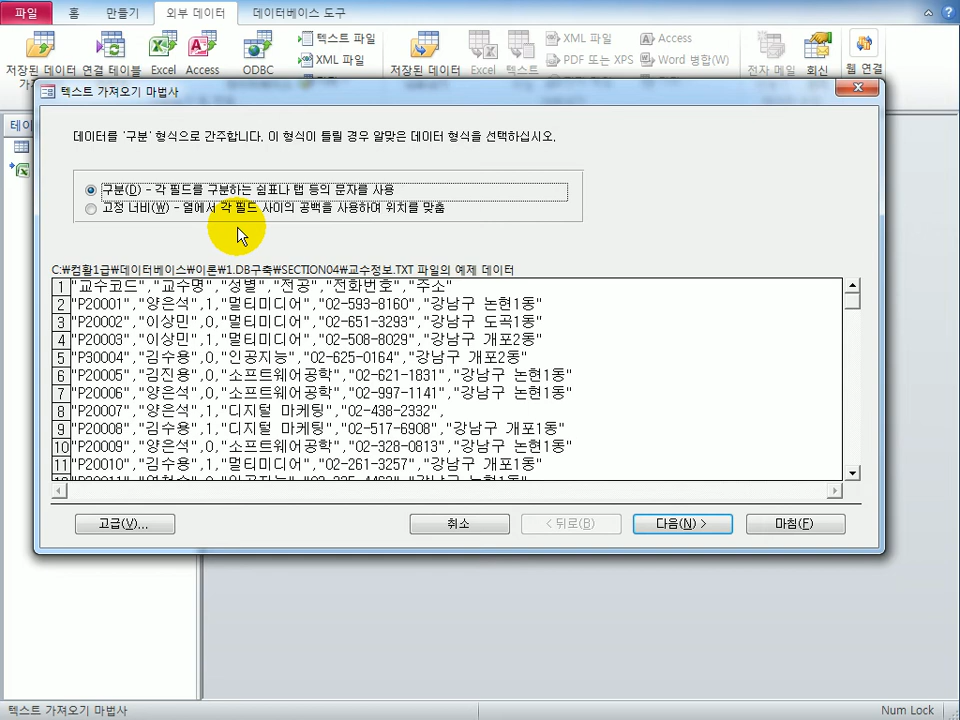 파일 홈 만들기 외부 데이터 데이터베이스 도구
텍스트 파일 XML 파일 Access
XML 파일 PDF 또는 XPS Word 병합(W)
저장된 데이터 연결 테이블 Excel Access ODBC 저장된 데이터 Excel 텍스트 전자 메일 회신 웹 연결
텍스트 가져오기 마법사
데이터를 '구분' 형식으로 간주합니다. 이 형식이 틀릴 경우 알맞은 데이터 형식을 선택하십시오.
구분(D) - 각 필드를 구분하는 쉼표나 탭 등의 문자를 사용
고정 너비(W) - 열에서 각 필드 사이의 공백을 사용하여 위치를 맞춤
C:₩컴활1급₩데이터베이스₩이론₩1.DB구축₩SECTION04₩교수정보.TXT 파일의 예제 데이터
1 "교수코드","교수명","성별","전공","전화번호","주소"
2 "P20001","양은석",1,"멀티미디어","02-593-8160","강남구 논현1동"
3 "P20002","이상민",0,"멀티미디어","02-651-3293","강남구 도곡1동"
4 "P20003","이상민",1,"멀티미디어","02-508-8029","강남구 개포2동"
5 "P30004","김수용",0,"인공지능","02-625-0164","강남구 개포2동"
6 "P20005","김진용",0,"소프트웨어공학","02-621-1831","강남구 논현1동"
7 "P20006","양은석",0,"소프트웨어공학","02-997-1141","강남구 논현1동"
8 "P20007","양은석",1,"디지털 마케팅","02-438-2332",
9 "P20008","김수용",1,"디지털 마케팅","02-517-6908","강남구 개포1동"
10 "P20009","양은석",0,"소프트웨어공학","02-328-0813","강남구 논현1동"
11 "P20010","김수용",1,"멀티미디어","02-261-3257","강남구 개포1동"
고급(V)... 취소 < 뒤로(B) 다음(N) > 마침(F)
텍스트 가져오기 마법사 Num Lock